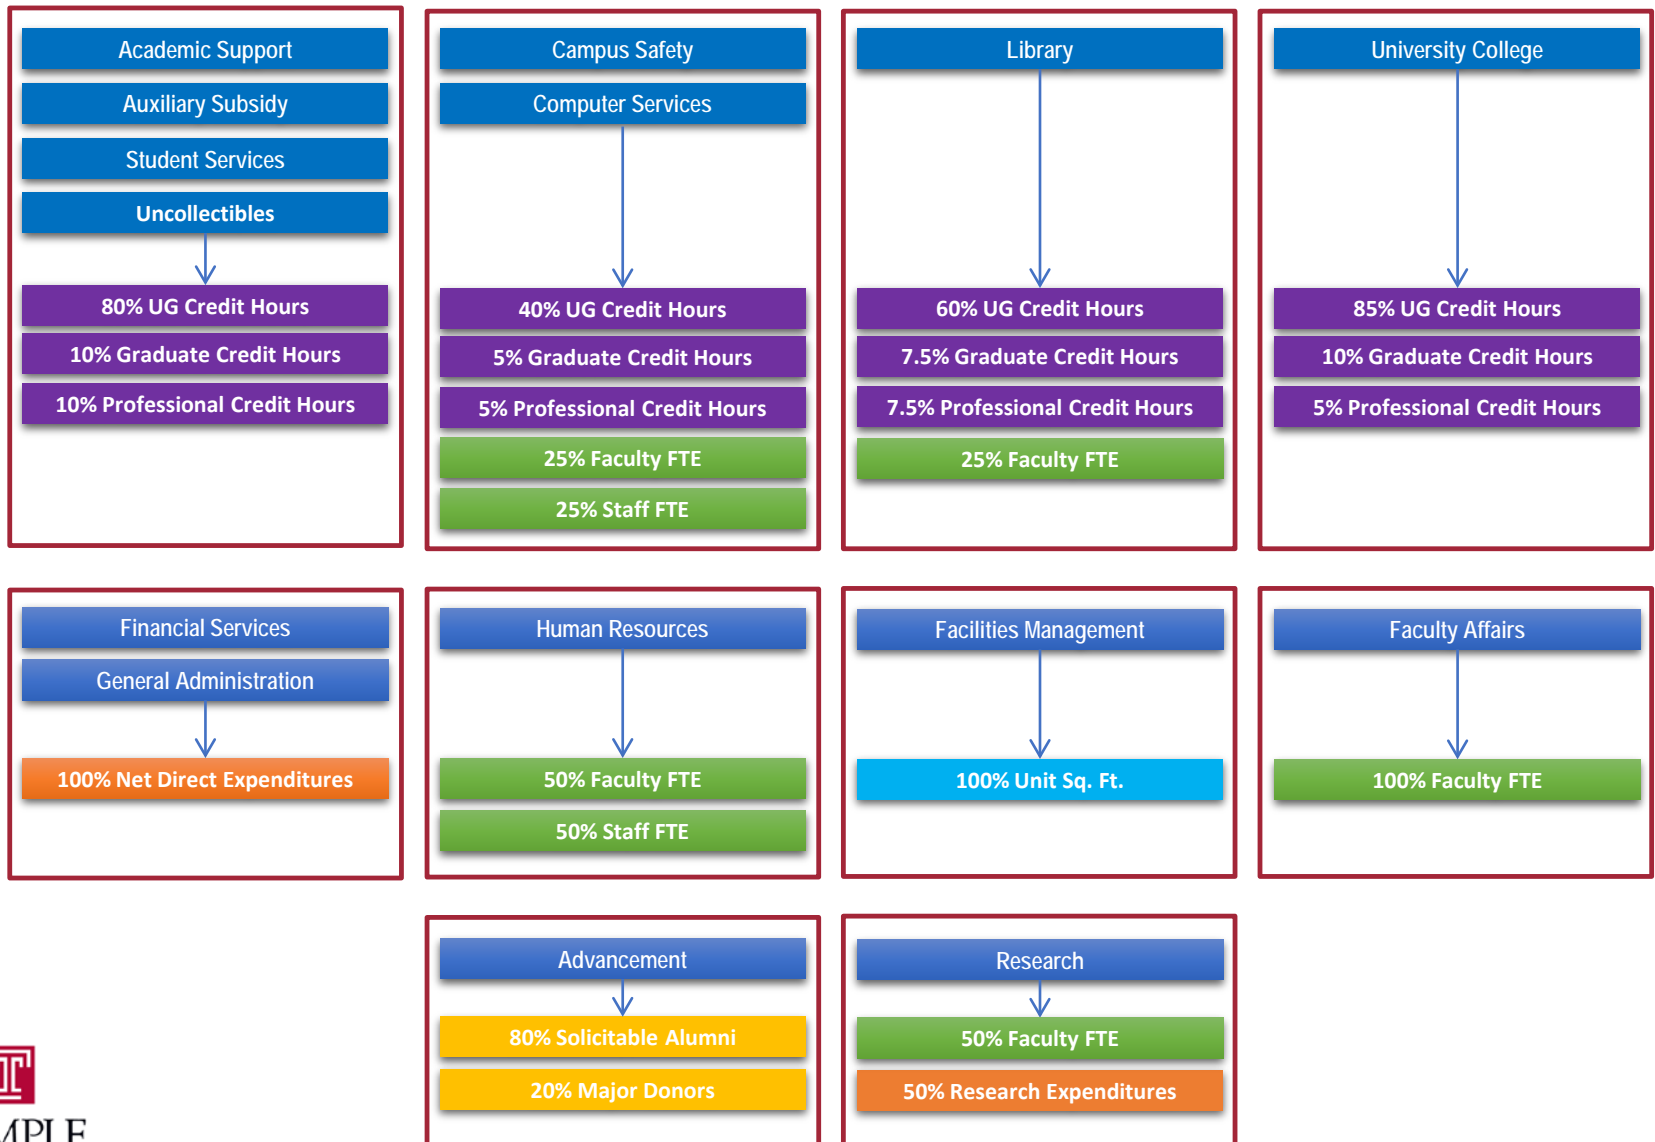 Academic Support
Auxiliary Subsidy
Student Services
Uncollectibles
80% UG Credit Hours
10% Graduate Credit Hours
10% Professional Credit Hours
Campus Safety
Computer Services
40% UG Credit Hours
5% Graduate Credit Hours
5% Professional Credit Hours
25% Faculty FTE
25% Staff FTE
Library
60% UG Credit Hours
7.5% Graduate Credit Hours
7.5% Professional Credit Hours
25% Faculty FTE
University College
85% UG Credit Hours
10% Graduate Credit Hours
5% Professional Credit Hours
Financial Services
General Administration
100% Net Direct Expenditures
Human Resources
50% Faculty FTE
50% Staff FTE
Facilities Management
100% Unit Sq. Ft.
Faculty Affairs
100% Faculty FTE
Advancement
80% Solicitable Alumni
20% Major Donors
Research
50% Faculty FTE
50% Research Expenditures